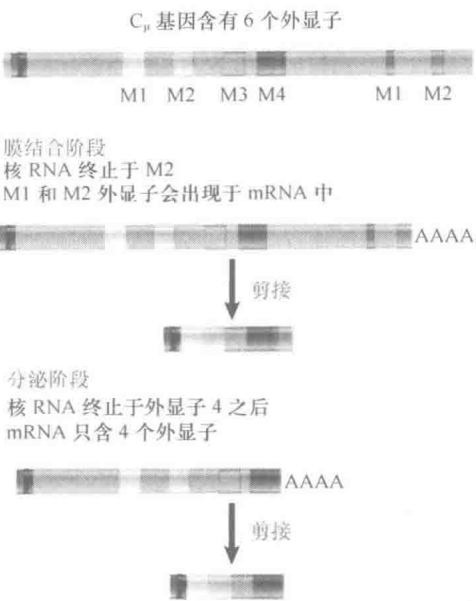 Cμ 基因含有 6 个外显子
M1 M2 M3 M4 M1 M2
膜结合阶段
核 RNA 终止于 M2
M1 和 M2 外显子会出现于 mRNA 中
AAAA
剪接
分泌阶段
核 RNA 终止于外显子 4 之后
mRNA 只含 4 个外显子
AAAA
剪接